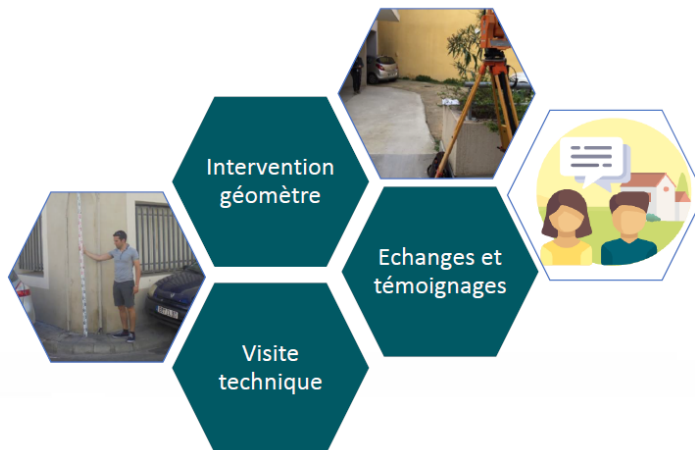 Intervention
géomètre
Echanges et
témoignages
Visite
technique